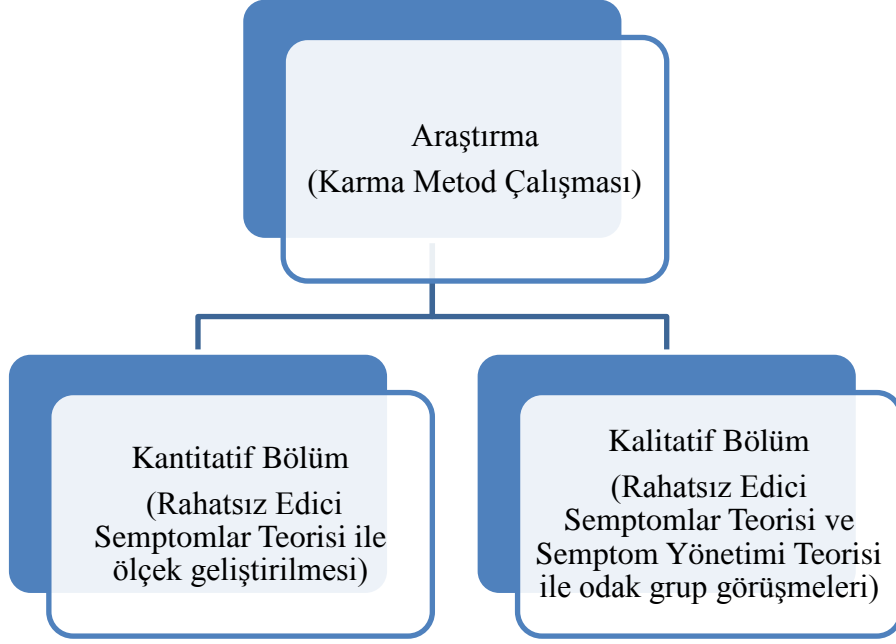 Araştırma
(Karma Metod Çalışması)
Kantitatif Bölüm
(Rahatsız Edici
Semptomlar Teorisi ile
ölçek geliştirilmesi)
Kalitatif Bölüm
(Rahatsız Edici
Semptomlar Teorisi ve
Semptom Yönetimi Teorisi
ile odak grup görüşmeleri)